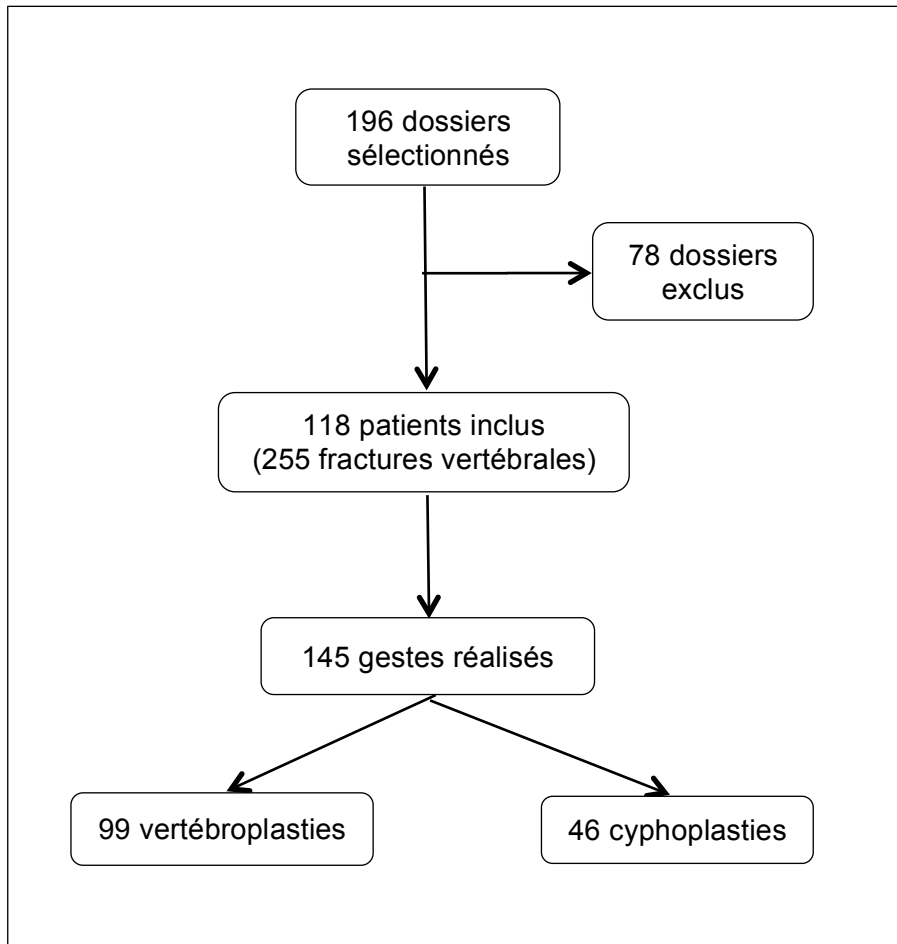 196 dossiers
sélectionnés
78 dossiers
exclus
118 patients inclus
(255 fractures vertébrales)
145 gestes réalisés
99 vertébroplasties
46 cyphoplasties